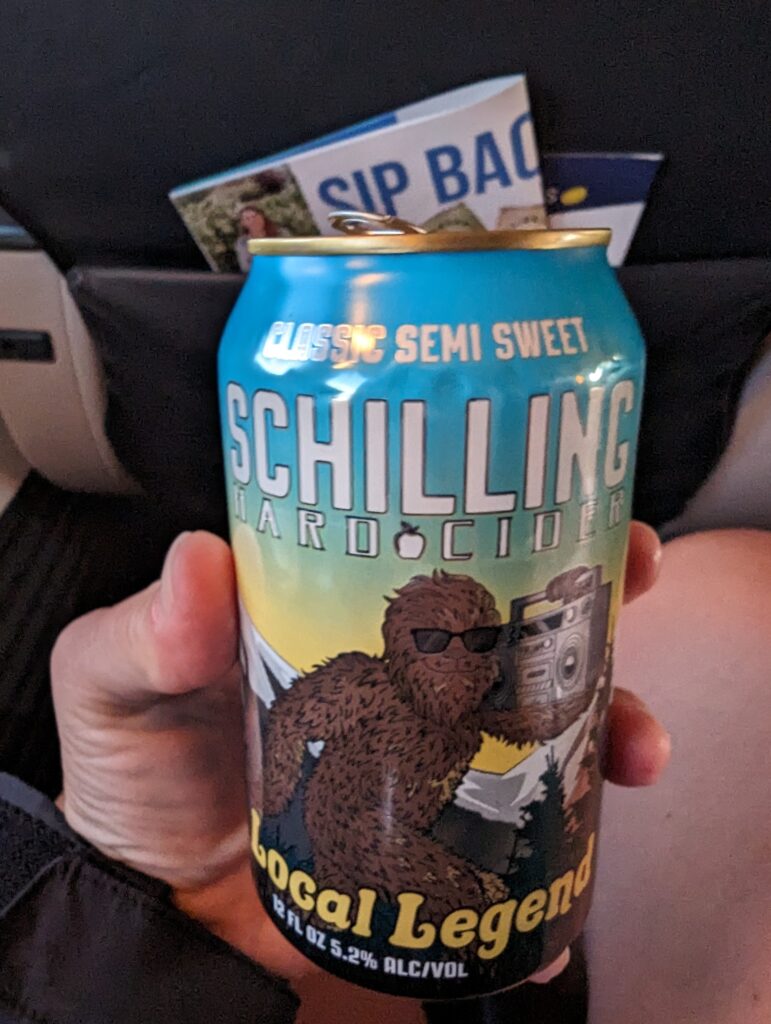 SIP BAC
CLASSIC SEMI SWEET
SCHILLING
HARD CIDER
Local Legend
12 FL OZ 5.2% ALC/VOL